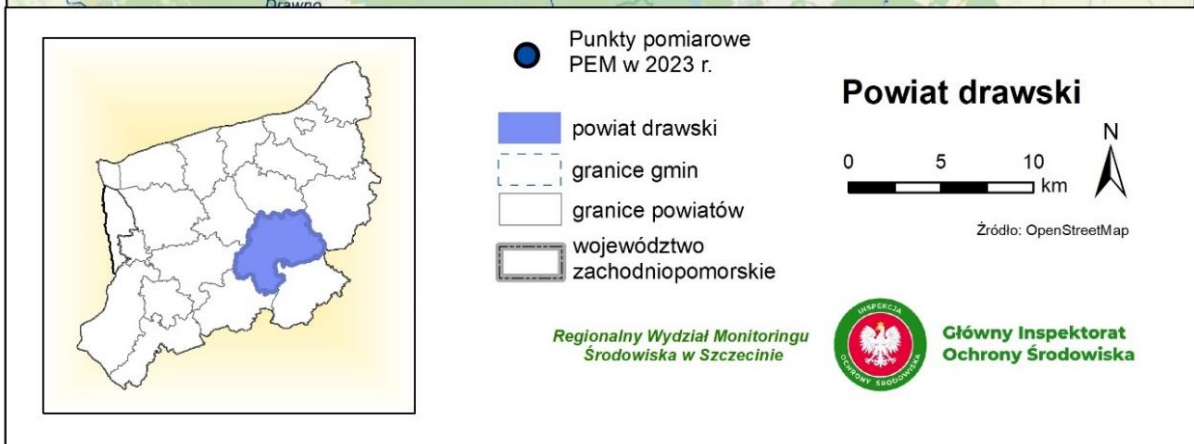 Drawno
Punkty pomiarowe
PEM w 2023 r.
powiat drawski
granice gmin
granice powiatów
województwo
zachodniopomorskie
Powiat drawski
N
0 5 10
km
Źródło: OpenStreetMap
Regionalny Wydział Monitoringu
Środowiska w Szczecinie
INSPEKCJA
OCHRONY ŚRODOWISKA
Główny Inspektorat
Ochrony Środowiska